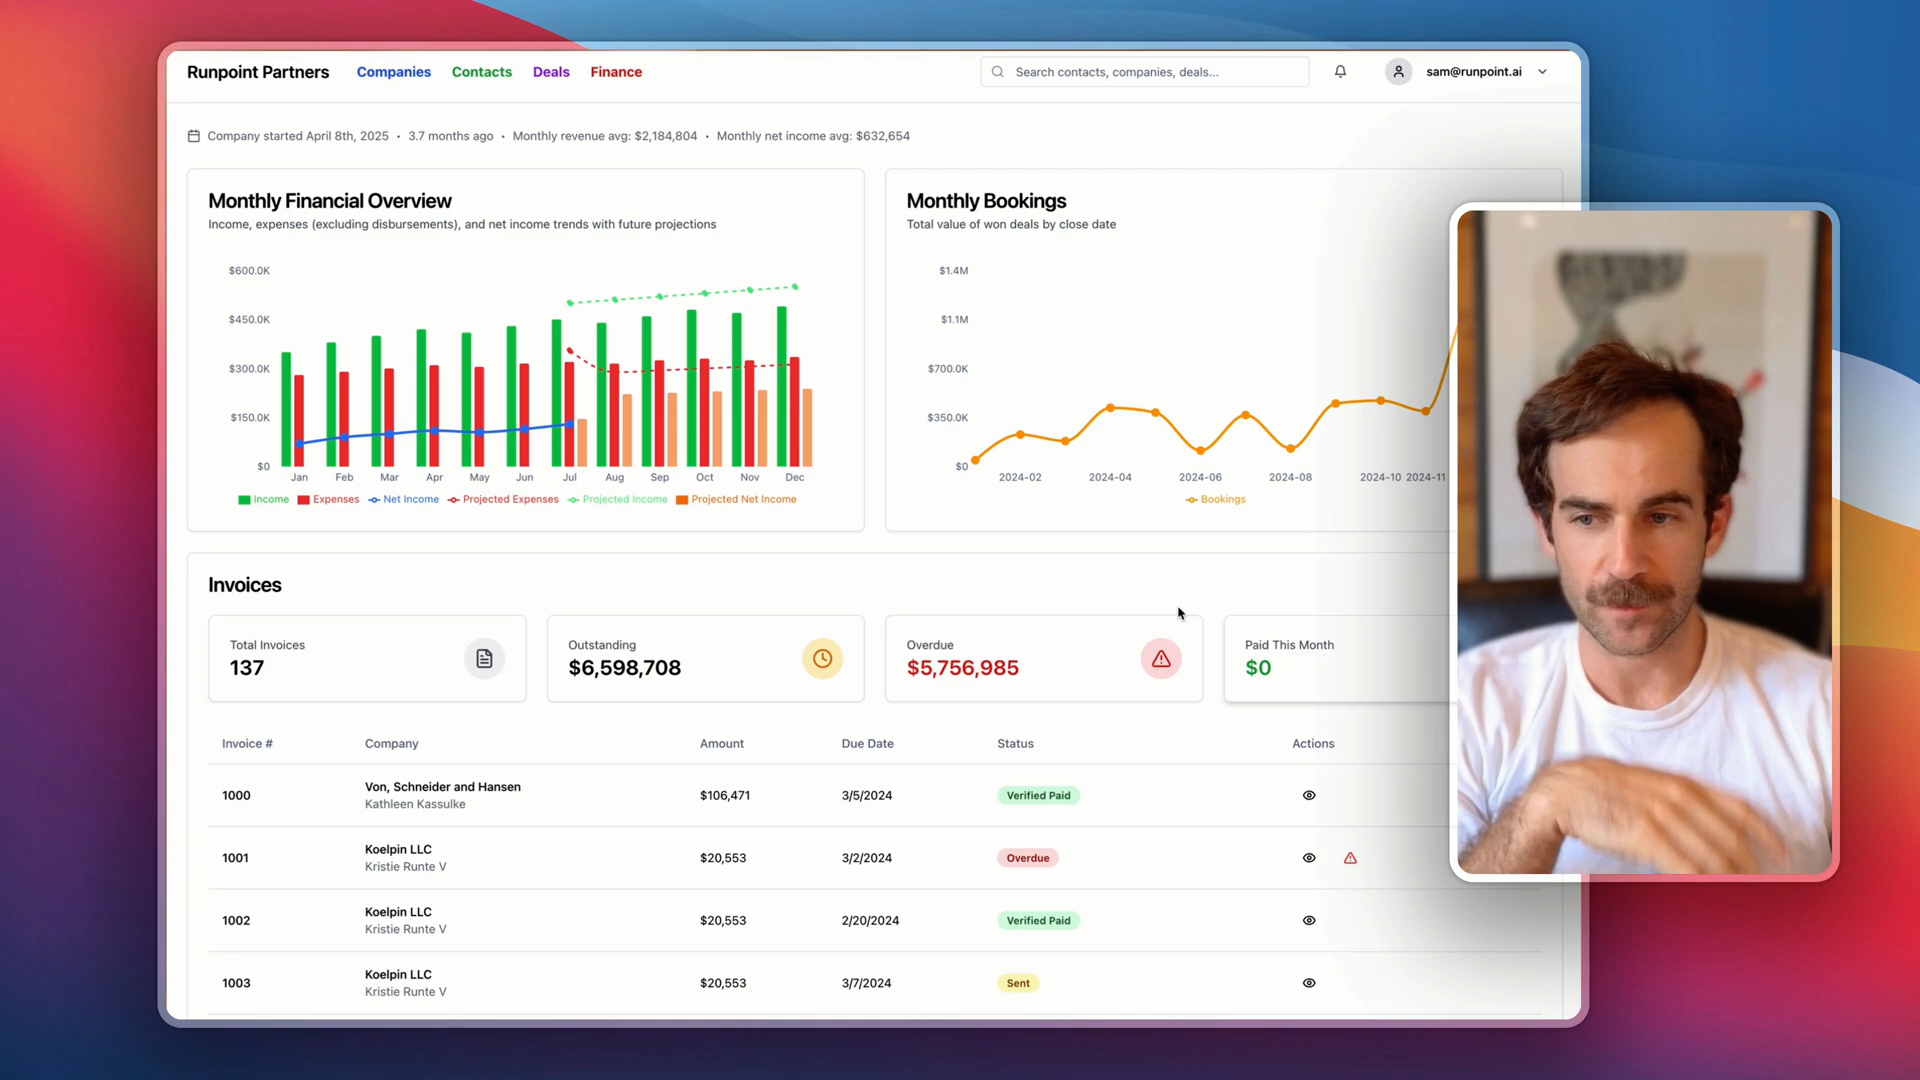 Runpoint Partners Companies Contacts Deals Finance Search contacts, companies, deals... sam@runpoint.ai
Company started April 8th, 2025 • 3.7 months ago • Monthly revenue avg: $2,184,804 • Monthly net income avg: $632,654
Monthly Financial Overview
Income, expenses (excluding disbursements), and net income trends with future projections
$600.0K
$450.0K
$300.0K
$150.0K
$0
Jan Feb Mar Apr May Jun Jul Aug Sep Oct Nov Dec
Income Expenses Net Income Projected Expenses Projected Income Projected Net Income
Monthly Bookings
Total value of won deals by close date
$1.4M
$1.1M
$700.0K
$350.0K
$0
2024-02 2024-04 2024-06 2024-08 2024-10 2024-11
Bookings
Invoices
Total Invoices
137
Outstanding
$6,598,708
Overdue
$5,756,985
Paid This Month
$0
Invoice # Company Amount Due Date Status Actions
1000 Von, Schneider and Hansen $106,471 3/5/2024 Verified Paid
Kathleen Kassulke
1001 Koelpin LLC $20,553 3/2/2024 Overdue
Kristie Runte V
1002 Koelpin LLC $20,553 2/20/2024 Verified Paid
Kristie Runte V
1003 Koelpin LLC $20,553 3/7/2024 Sent
Kristie Runte V